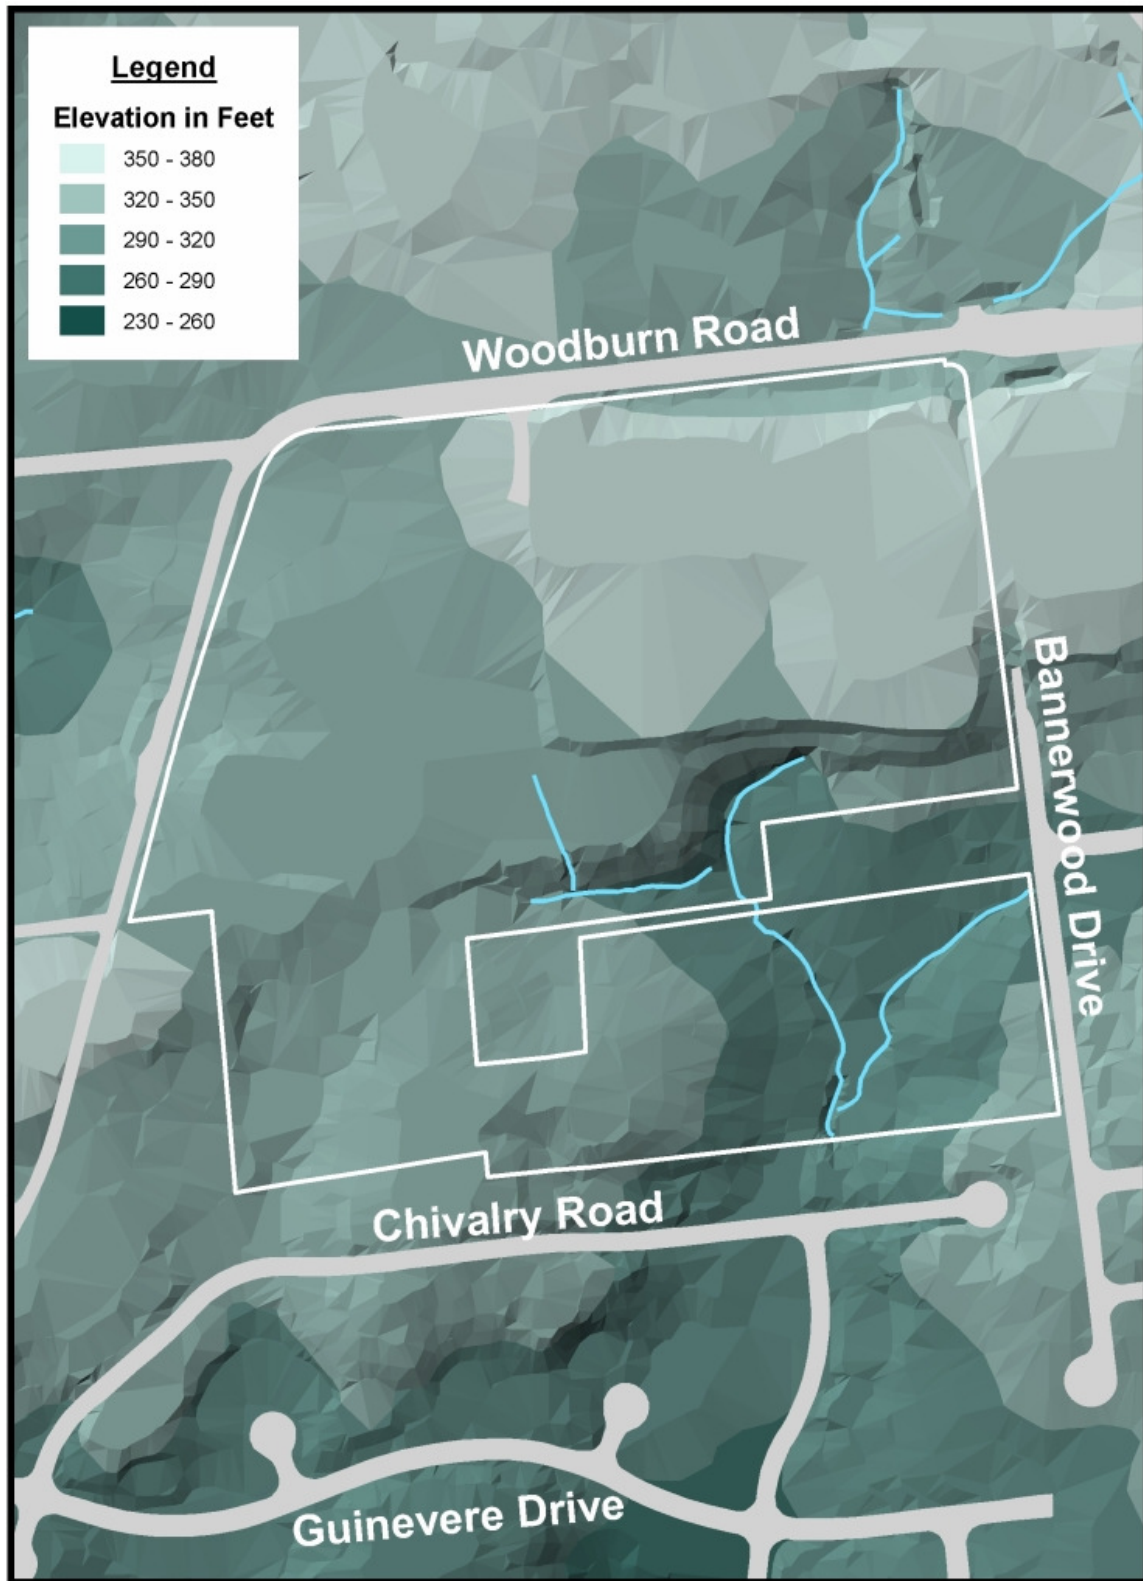 Legend
Elevation in Feet
350 - 380
320 - 350
290 - 320
260 - 290
230 - 260
Woodburn Road
Bannerwood Drive
Chivalry Road
Guinevere Drive